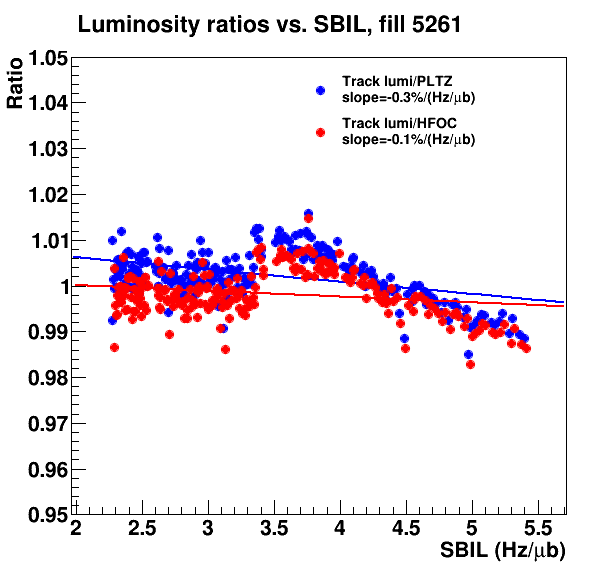 Luminosity ratios vs. SBIL, fill 5261
Ratio
1.05
1.04
1.03
1.02
1.01
1
0.99
0.98
0.97
0.96
0.95
Track lumi/PLTZ
slope=-0.3%/(Hz/μb)
Track lumi/HFOC
slope=-0.1%/(Hz/μb)
2 2.5 3 3.5 4 4.5 5 5.5
SBIL (Hz/μb)